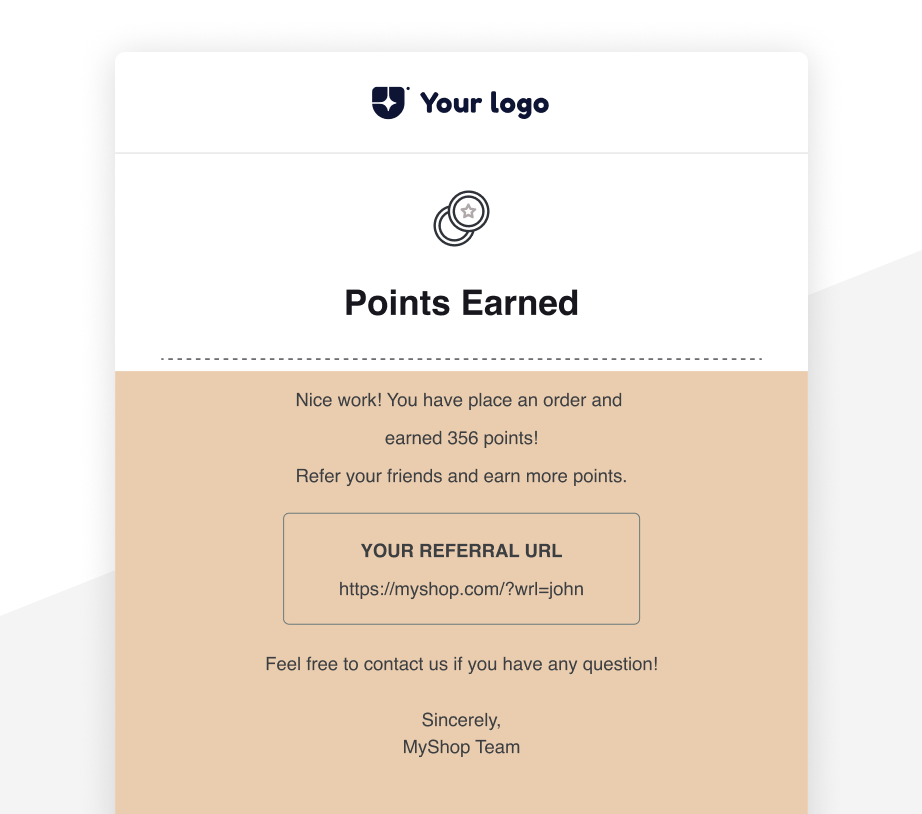 Your logo
Points Earned
Nice work! You have place an order and
earned 356 points!
Refer your friends and earn more points.
YOUR REFERRAL URL
https://myshop.com/?wrl=john
Feel free to contact us if you have any question!
Sincerely,
MyShop Team